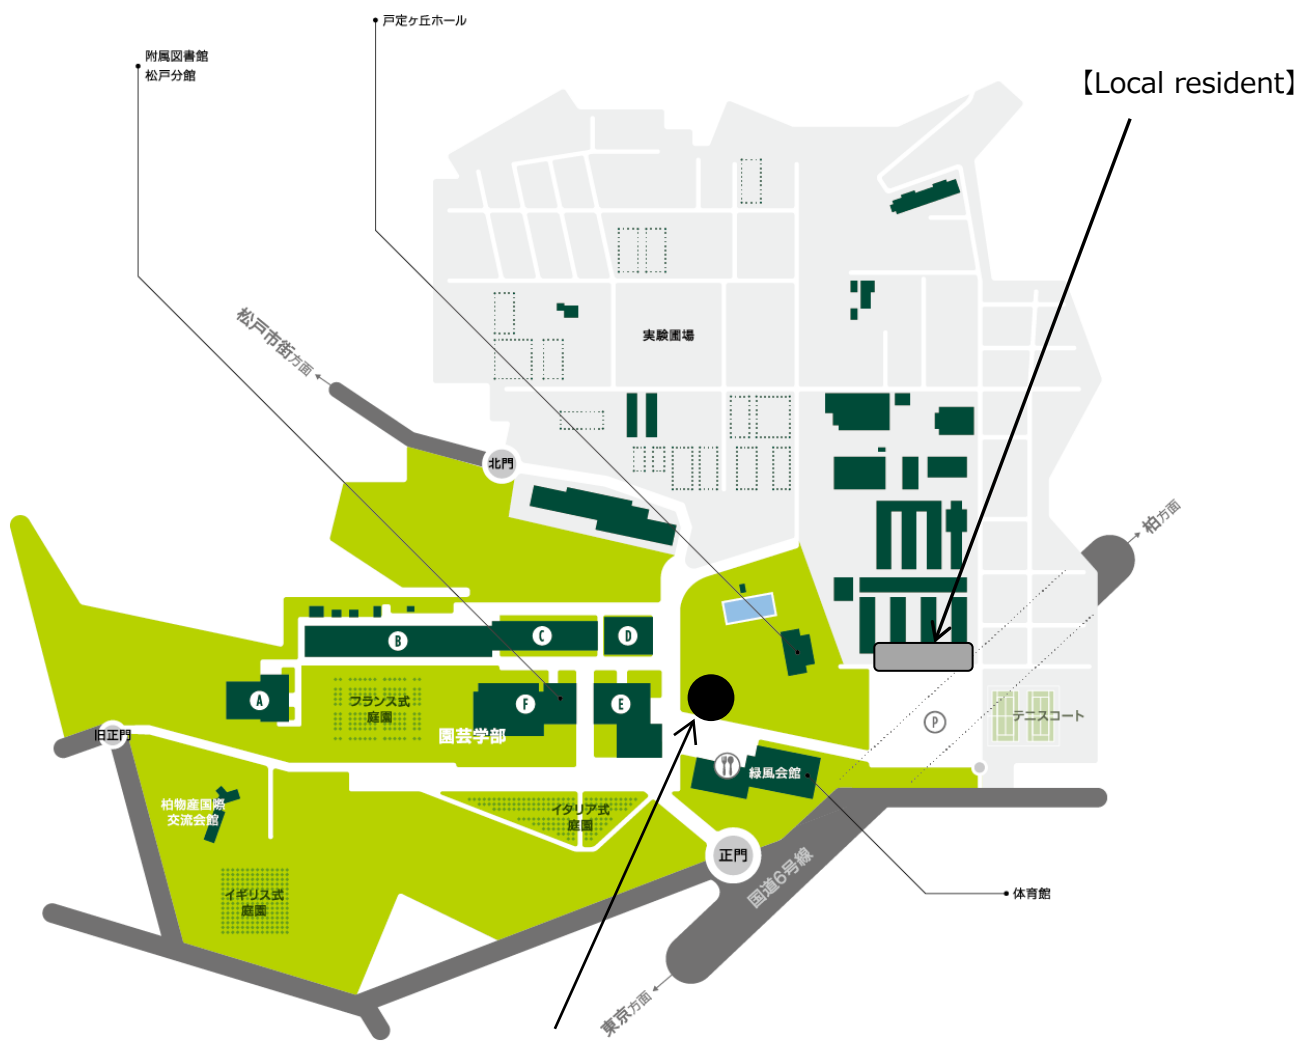 戸定ヶ丘ホール
附属図書館
松戸分館
【Local resident】
松戸市街方面
実験圃場
北門
柏方面
B
C
D
A
フランス式
庭園
F
E
園芸学部
P
テニスコート
旧正門
緑風会館
柏物産国際
交流会館
イタリア式
庭園
正門
国道6号線
イギリス式
庭園
体育館
東京方面